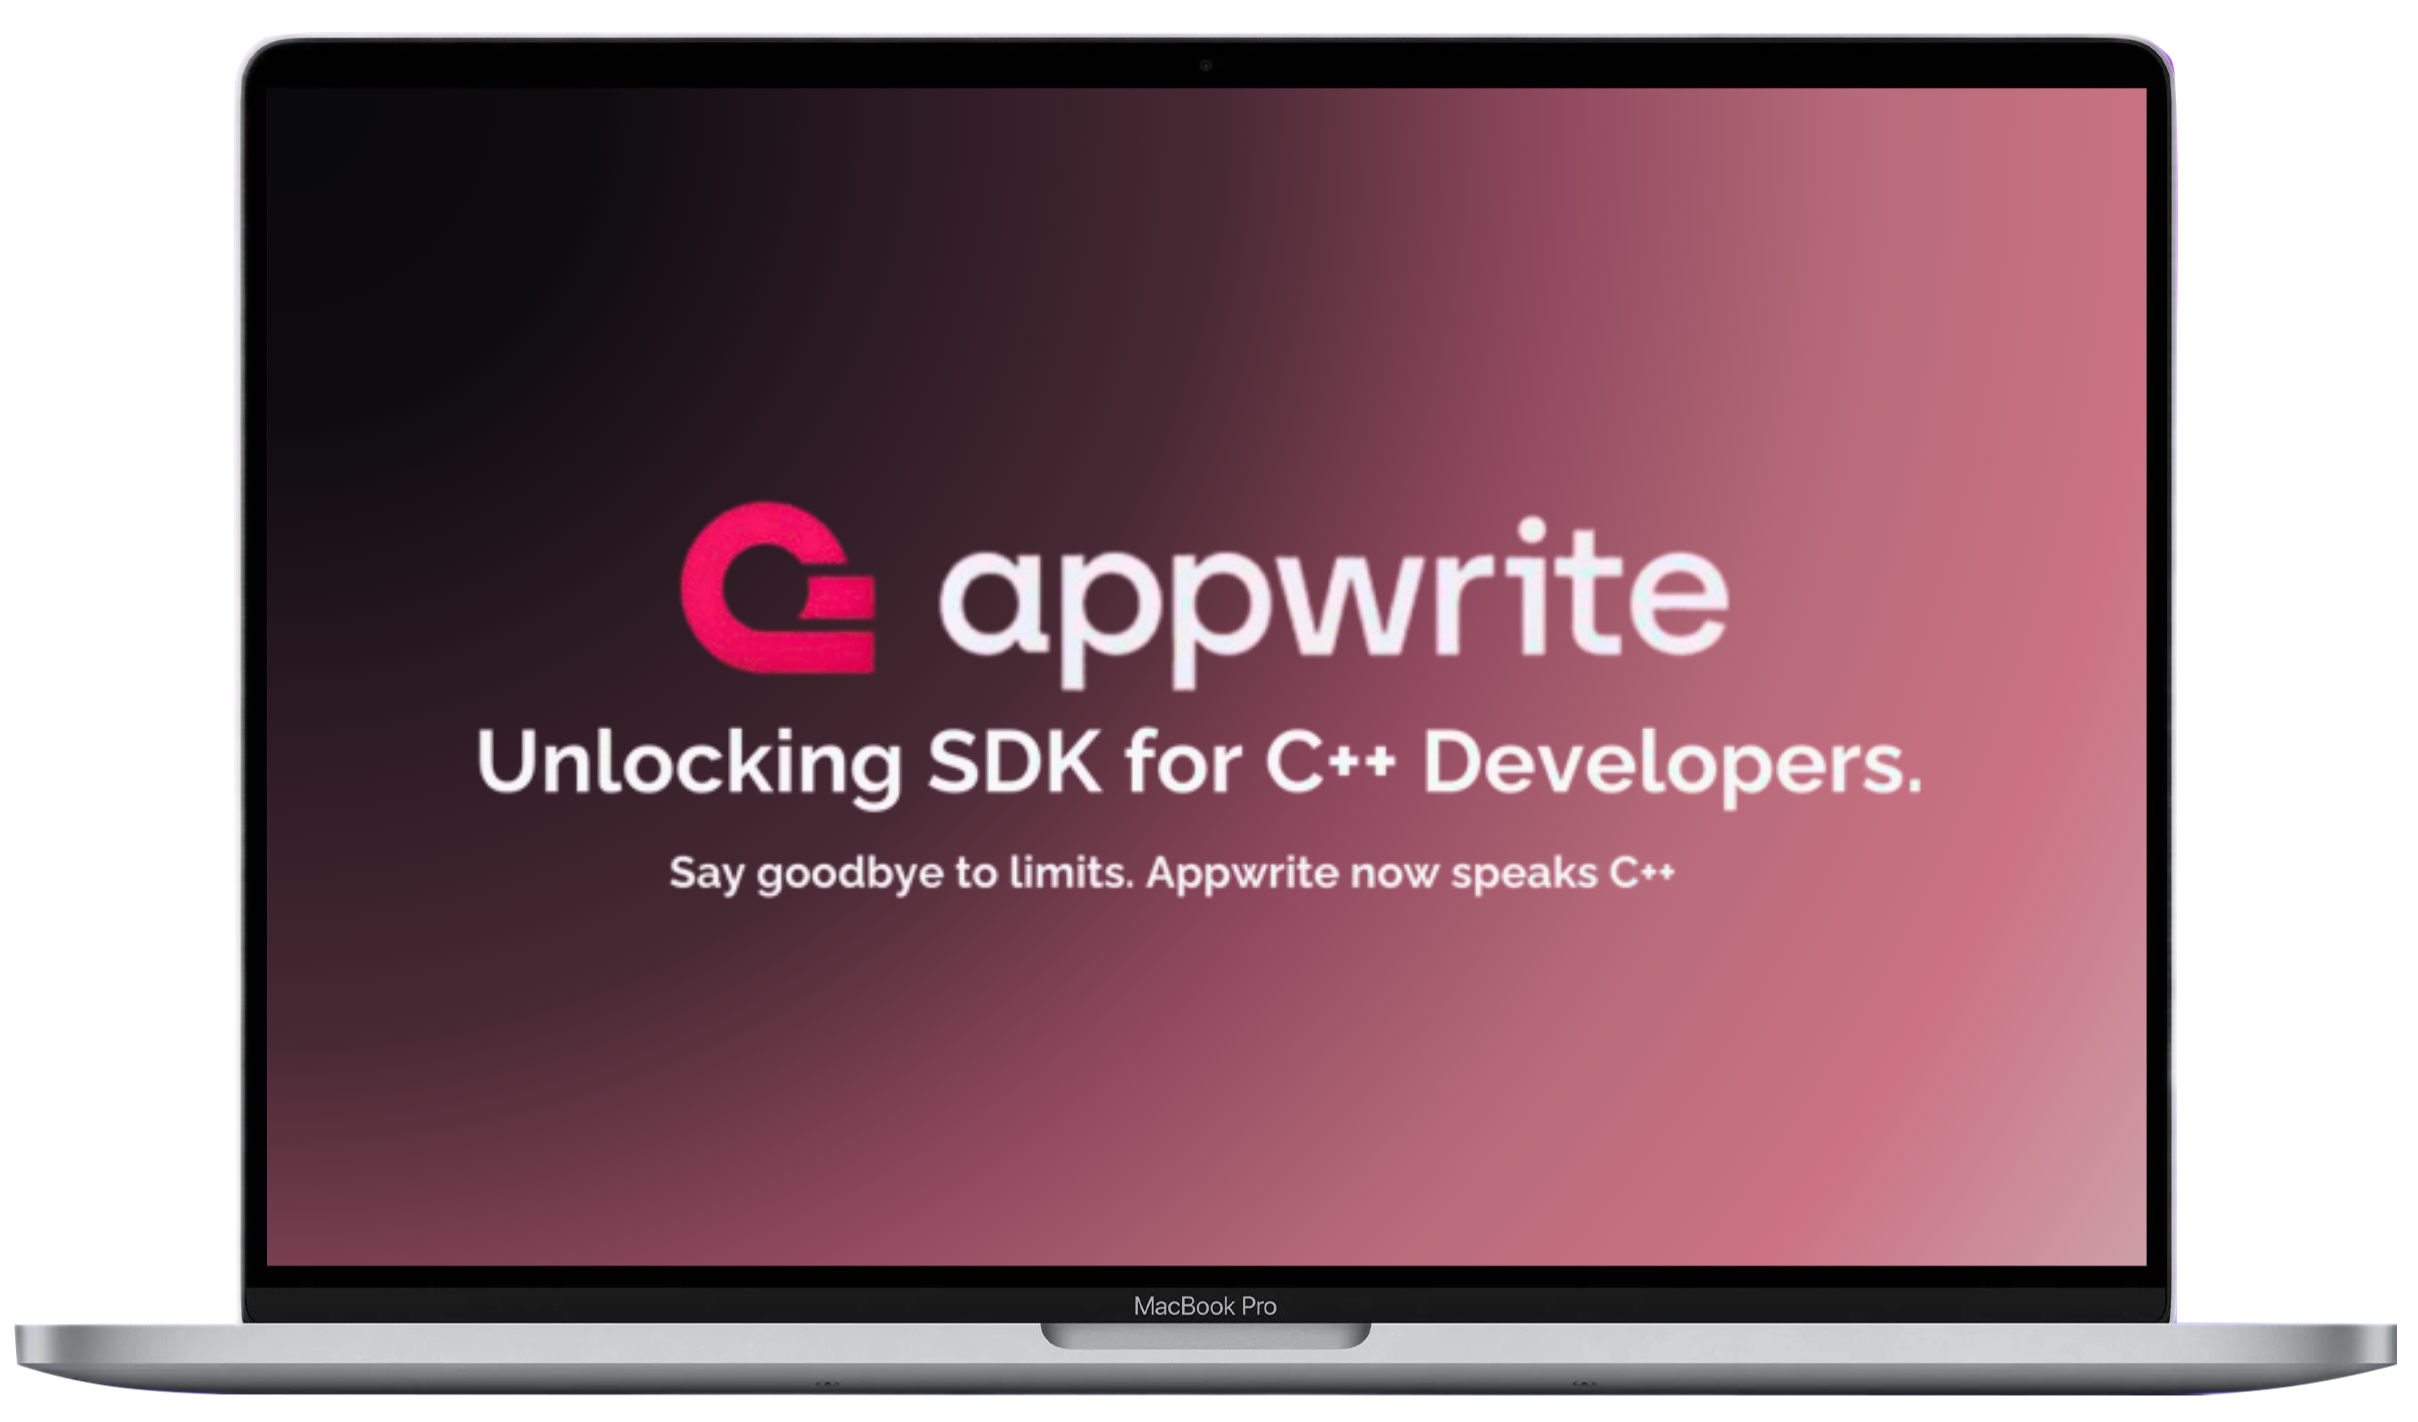 appwrite
Unlocking SDK for C++ Developers.
Say goodbye to limits. Appwrite now speaks C++
MacBook Pro